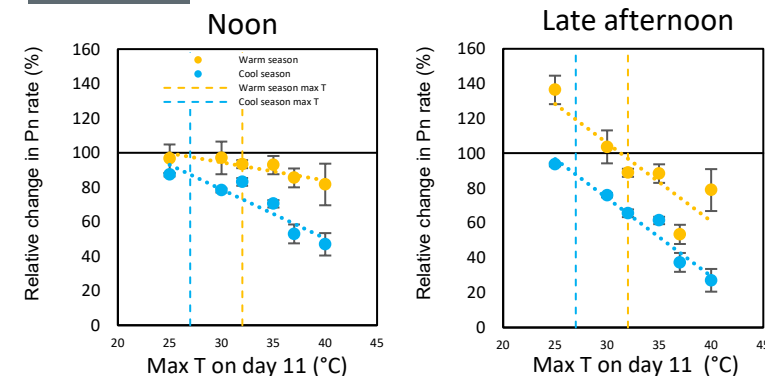 Noon
Relative change in Pn rate (%)
160
140
120
100
80
60
40
20
0
Warm season
Cool season
Warm season max T
Cool season max T
20 25 30 35 40 45
Max T on day 11 (°C)
Late afternoon
Relative change in Pn rate (%)
160
140
120
100
80
60
40
20
0
20 25 30 35 40 45
Max T on day 11 (°C)